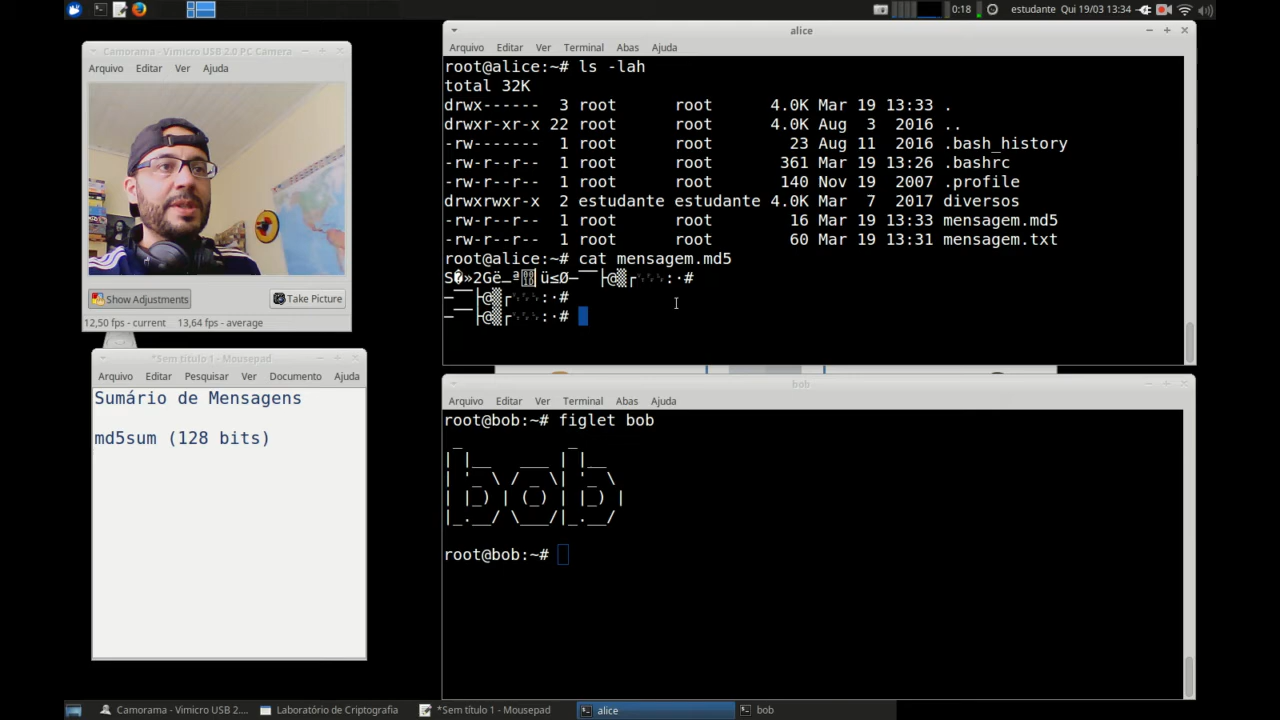 0:18 estudante Qui 19/03 13:34
Camorama - Vimicro USB 2.0 PC Camera
Arquivo Editar Ver Ajuda
Show Adjustments Take Picture
12,50 fps - current 13,64 fps - average
*Sem título 1 - Mousepad
Arquivo Editar Pesquisar Ver Documento Ajuda
Sumário de Mensagens
md5sum (128 bits)
alice
Arquivo Editar Ver Terminal Abas Ajuda
root@alice:~# ls -lah
total 32K
drwx------ 3 root root 4.0K Mar 19 13:33 .
drwxr-xr-x 22 root root 4.0K Aug 3 2016 ..
-rw------- 1 root root 23 Aug 11 2016 .bash_history
-rw-r--r-- 1 root root 361 Mar 19 13:26 .bashrc
-rw-r--r-- 1 root root 140 Nov 19 2007 .profile
drwxrwxr-x 2 estudante estudante 4.0K Mar 7 2017 diversos
-rw-r--r-- 1 root root 16 Mar 19 13:33 mensagem.md5
-rw-r--r-- 1 root root 60 Mar 19 13:31 mensagem.txt
root@alice:~# cat mensagem.md5
bob
Arquivo Editar Ver Terminal Abas Ajuda
root@bob:~# figlet bob
bob
root@bob:~#
Camorama - Vimicro USB 2.... Laboratório de Criptografia *Sem título 1 - Mousepad alice bob